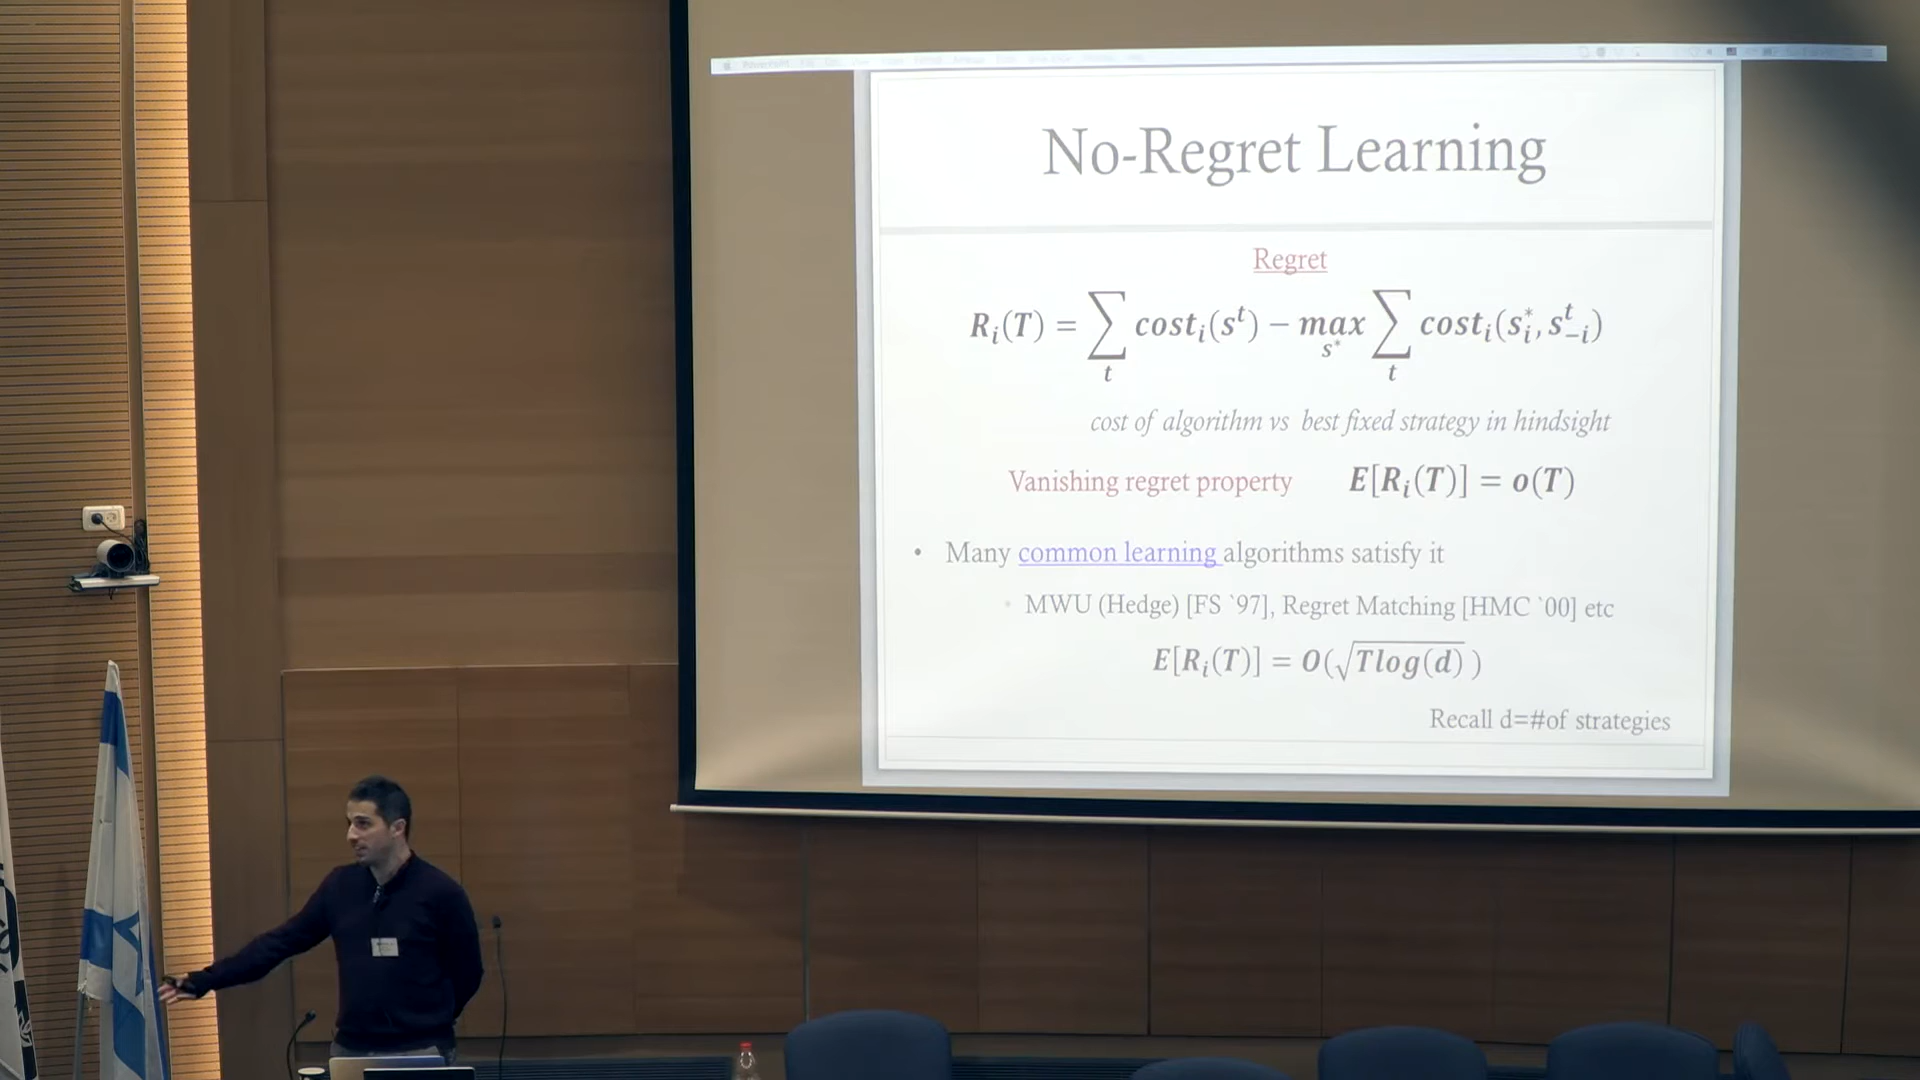 PowerPoint
No-Regret Learning
Regret
R_i(T) = ∑_t cost_i(s^t) − max_{s*} ∑_t cost_i(s_i^*, s_{-i}^t)
cost of algorithm vs best fixed strategy in hindsight
Vanishing regret property E[R_i(T)] = o(T)
• Many common learning algorithms satisfy it
• MWU (Hedge) [FS `97], Regret Matching [HMC `00] etc
E[R_i(T)] = O(√Tlog(d) )
Recall d=#of strategies